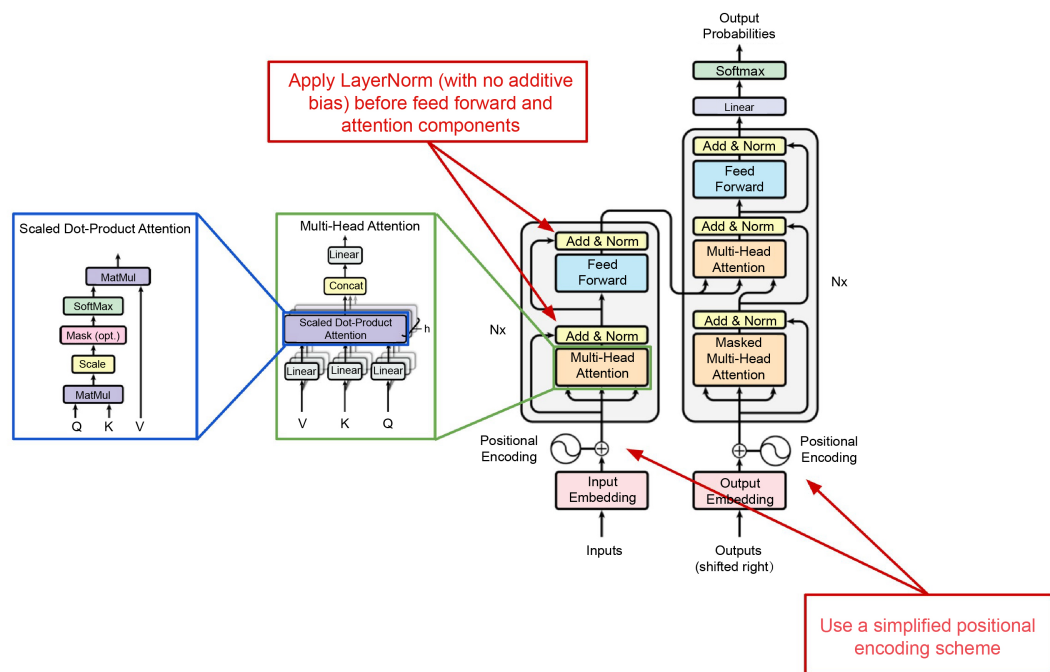 Output
Probabilities
Softmax
Linear
Add & Norm
Feed
Forward
Add & Norm
Multi-Head
Attention
Nx
Add & Norm
Masked
Multi-Head
Attention
Positional
Encoding
Output
Embedding
Outputs
(shifted right)
Apply LayerNorm (with no additive
bias) before feed forward and
attention components
Add & Norm
Feed
Forward
Nx
Add & Norm
Multi-Head
Attention
Positional
Encoding
Input
Embedding
Inputs
Scaled Dot-Product Attention
MatMul
SoftMax
Mask (opt.)
Scale
MatMul
Q K V
Multi-Head Attention
Linear
Concat
Scaled Dot-Product
Attention
h
Linear Linear Linear
V K Q
Use a simplified positional
encoding scheme